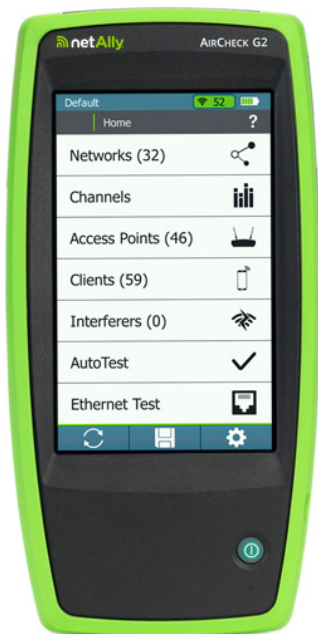 netAlly AIRCHECK G2
Default 52
Home ?
Networks (32)
Channels
Access Points (46)
Clients (59)
Interferers (0)
AutoTest
Ethernet Test